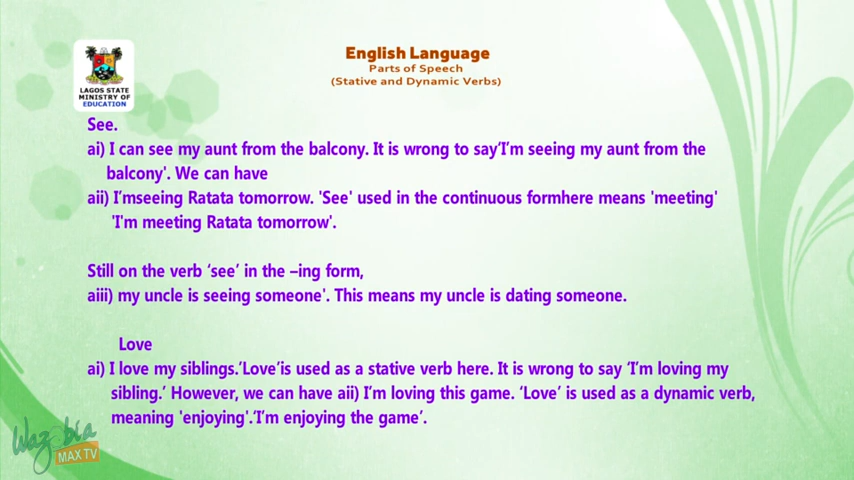 English Language
Parts of Speech
(Stative and Dynamic Verbs)
LAGOS STATE
MINISTRY OF
EDUCATION
See.
ai) I can see my aunt from the balcony. It is wrong to say‘I’m seeing my aunt from the
balcony'. We can have
aii) I’mseeing Ratata tomorrow. 'See' used in the continuous formhere means 'meeting'
'I'm meeting Ratata tomorrow'.
Still on the verb ‘see’ in the –ing form,
aiii) my uncle is seeing someone'. This means my uncle is dating someone.
Love
ai) I love my siblings.‘Love’is used as a stative verb here. It is wrong to say ‘I’m loving my
sibling.’ However, we can have aii) I’m loving this game. ‘Love’ is used as a dynamic verb,
meaning 'enjoying'.‘I’m enjoying the game’.
Wazobia
MAX TV